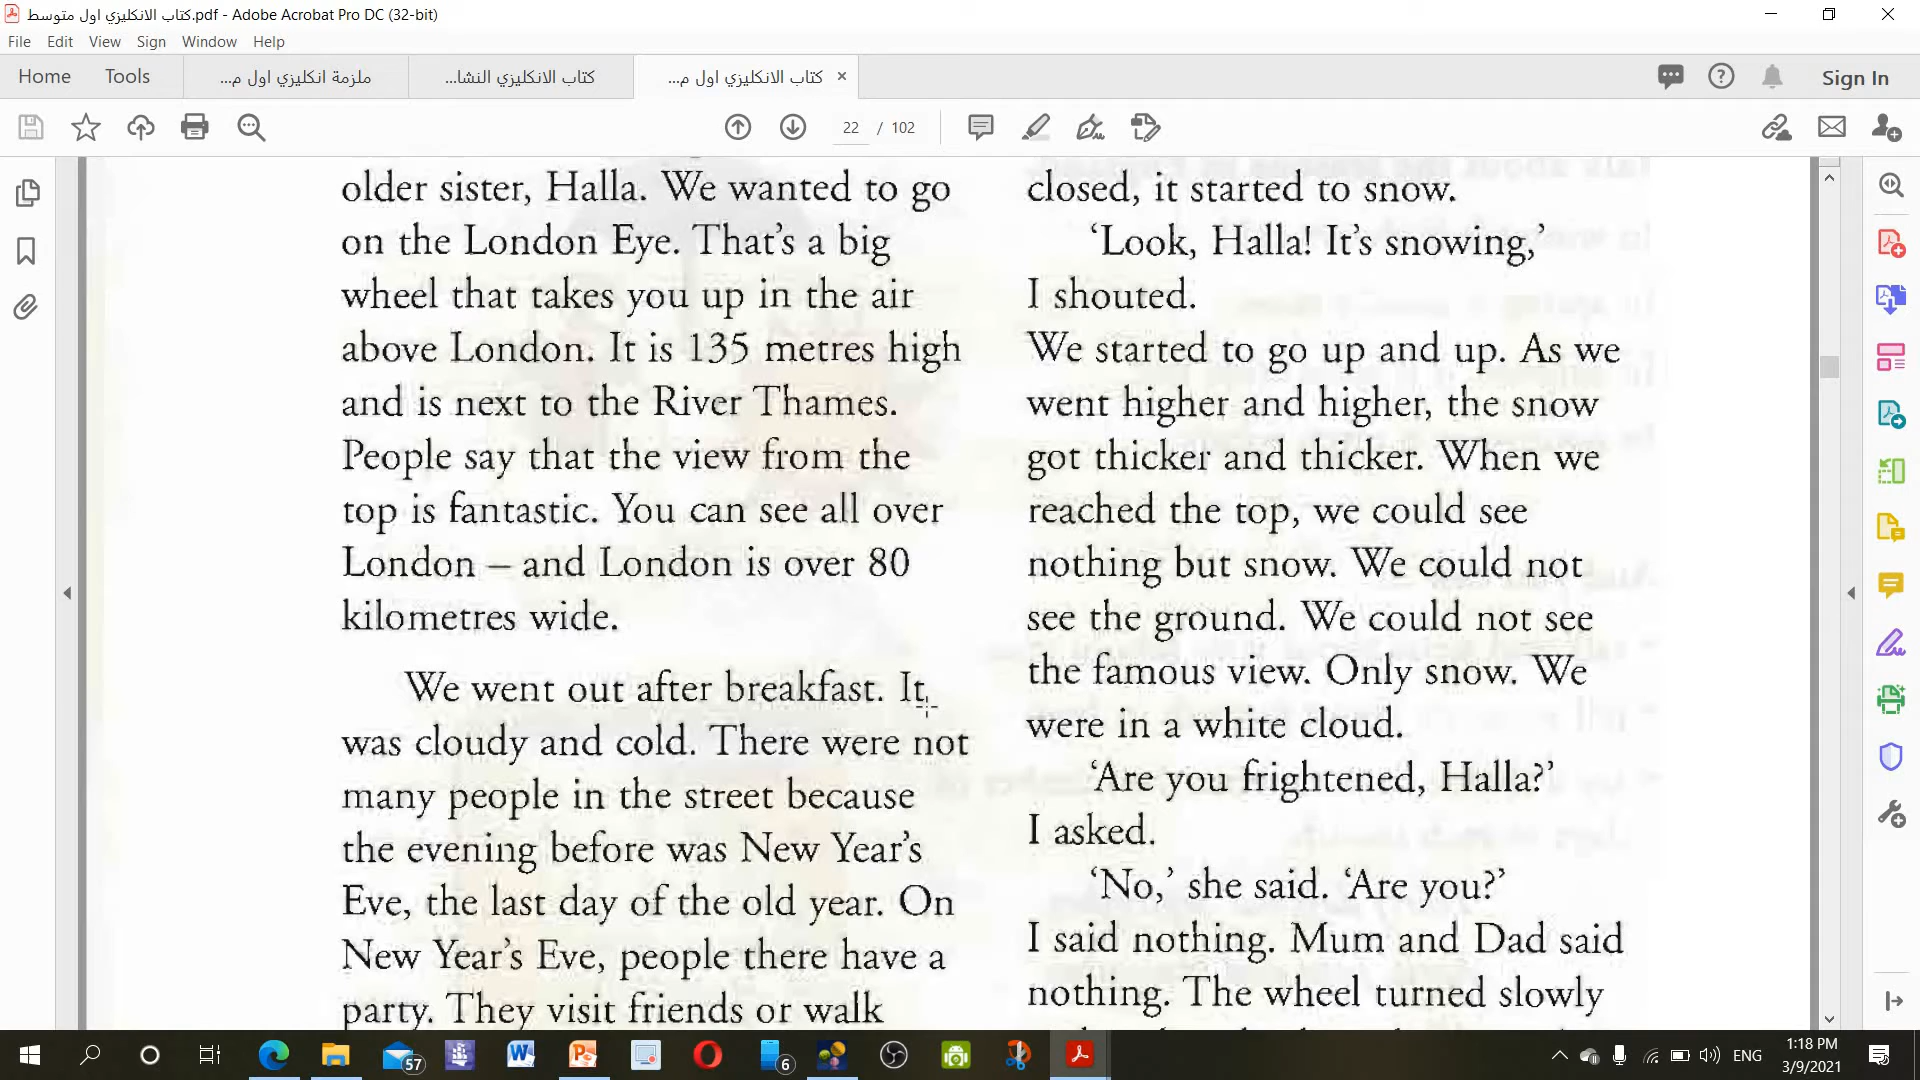 كتاب الانكليزي اول متوسط.pdf - Adobe Acrobat Pro DC (32-bit)
File Edit View Sign Window Help
Home Tools ملزمة انكليزي اول م... كتاب الانكليزي النشا... كتاب الانكليزي اول م... × Sign In
22 / 102
older sister, Halla. We wanted to go
on the London Eye. That's a big
wheel that takes you up in the air
above London. It is 135 metres high
and is next to the River Thames.
People say that the view from the
top is fantastic. You can see all over
London – and London is over 80
kilometres wide.
We went out after breakfast. It
was cloudy and cold. There were not
many people in the street because
the evening before was New Year's
Eve, the last day of the old year. On
New Year's Eve, people there have a
party. They visit friends or walk
closed, it started to snow.
'Look, Halla! It's snowing,'
I shouted.
We started to go up and up. As we
went higher and higher, the snow
got thicker and thicker. When we
reached the top, we could see
nothing but snow. We could not
see the ground. We could not see
the famous view. Only snow. We
were in a white cloud.
'Are you frightened, Halla?'
I asked.
'No,' she said. 'Are you?'
I said nothing. Mum and Dad said
nothing. The wheel turned slowly
57 6 ENG 1:18 PM
3/9/2021